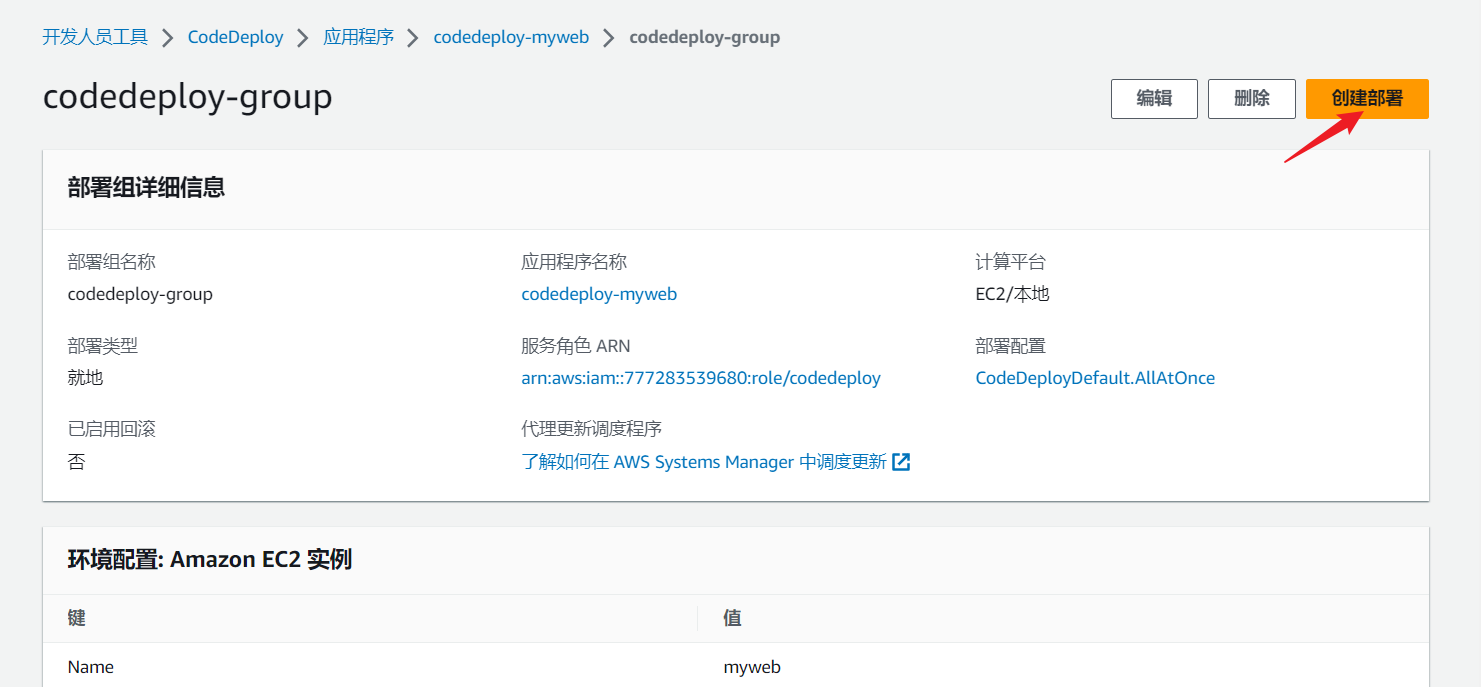 开发人员工具 > CodeDeploy > 应用程序 > codedeploy-myweb > codedeploy-group
codedeploy-group
编辑 删除 创建部署
部署组详细信息
部署组名称 应用程序名称 计算平台
codedeploy-group codedeploy-myweb EC2/本地
部署类型 服务角色 ARN 部署配置
就地 arn:aws:iam::777283539680:role/codedeploy CodeDeployDefault.AllAtOnce
已启用回滚 代理更新调度程序
否 了解如何在 AWS Systems Manager 中调度更新
环境配置: Amazon EC2 实例
键 值
Name myweb